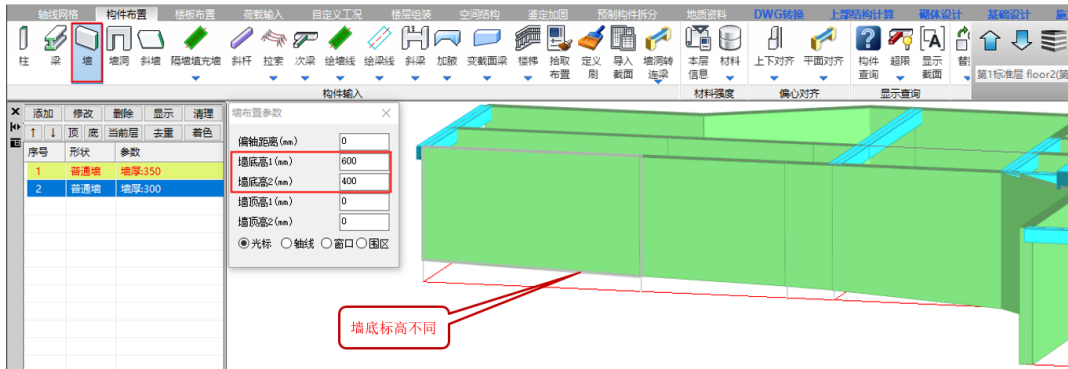 轴线网格 构件布置 楼板布置 荷载输入 自定义工况 楼层组装 空间结构 鉴定加固 预制构件拆分 地质资料 DWG转换 上部结构计算 砌体设计 基础设计
柱 梁 墙 墙洞 斜墙 隔墙填充墙 斜杆 拉索 次梁 绘墙线 绘梁线 斜梁 加腋 变截面梁 楼梯 拾取布置 定义刷 导入截面 墙洞转连梁 本层信息 材料 上下对齐 平面对齐 构件查询 超限 显示截面
第1标准层 floor2(第
构件输入 材料强度 偏心对齐 显示查询
添加 修改 删除 显示 清理
↑ ↓ 顶 底 当前层 去重 着色
序号 形状 参数
1 普通墙 墙厚:350
2 普通墙 墙厚:300
墙布置参数
偏轴距离(mm) 0
墙底高1(mm) 600
墙底高2(mm) 400
墙顶高1(mm) 0
墙顶高2(mm) 0
光标 轴线 窗口 围区
墙底标高不同